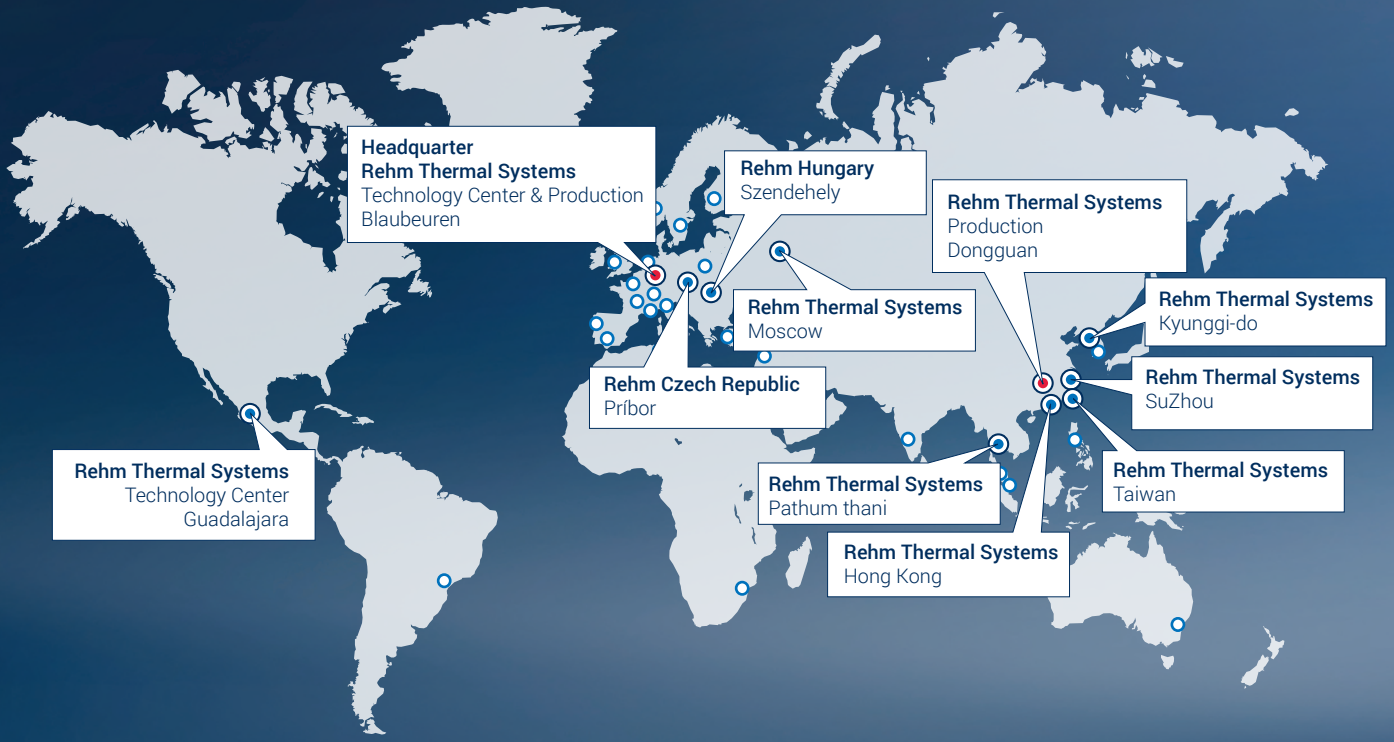 Headquarter
Rehm Thermal Systems
Technology Center & Production
Blaubeuren
Rehm Hungary
Szendehely
Rehm Thermal Systems
Production
Dongguan
Rehm Thermal Systems
Moscow
Rehm Thermal Systems
Kyunggi-do
Rehm Czech Republic
Príbor
Rehm Thermal Systems
SuZhou
Rehm Thermal Systems
Technology Center
Guadalajara
Rehm Thermal Systems
Pathum thani
Rehm Thermal Systems
Taiwan
Rehm Thermal Systems
Hong Kong